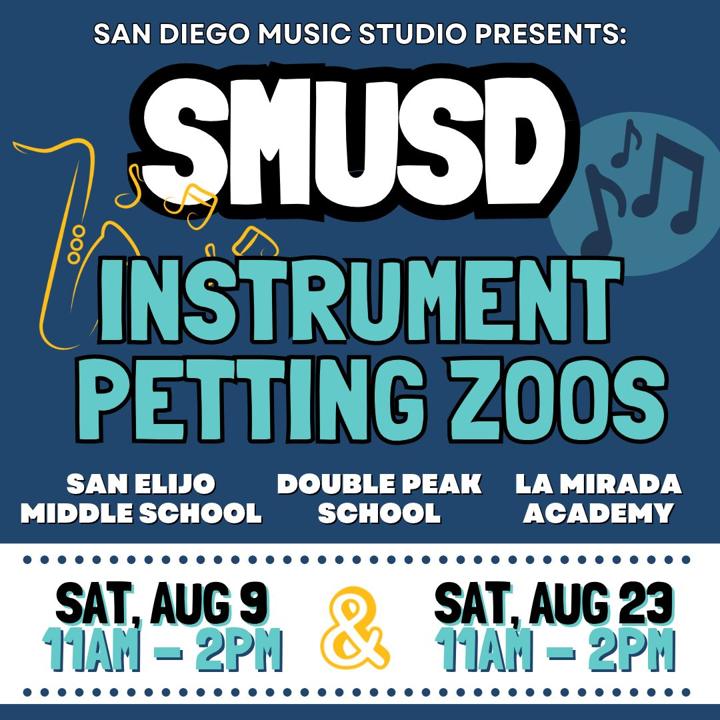 SAN DIEGO MUSIC STUDIO PRESENTS:
SMUSD
INSTRUMENT
PETTING ZOOS
SAN ELIJO
MIDDLE SCHOOL
DOUBLE PEAK
SCHOOL
LA MIRADA
ACADEMY
SAT, AUG 9
11AM – 2PM
&
SAT, AUG 23
11AM – 2PM